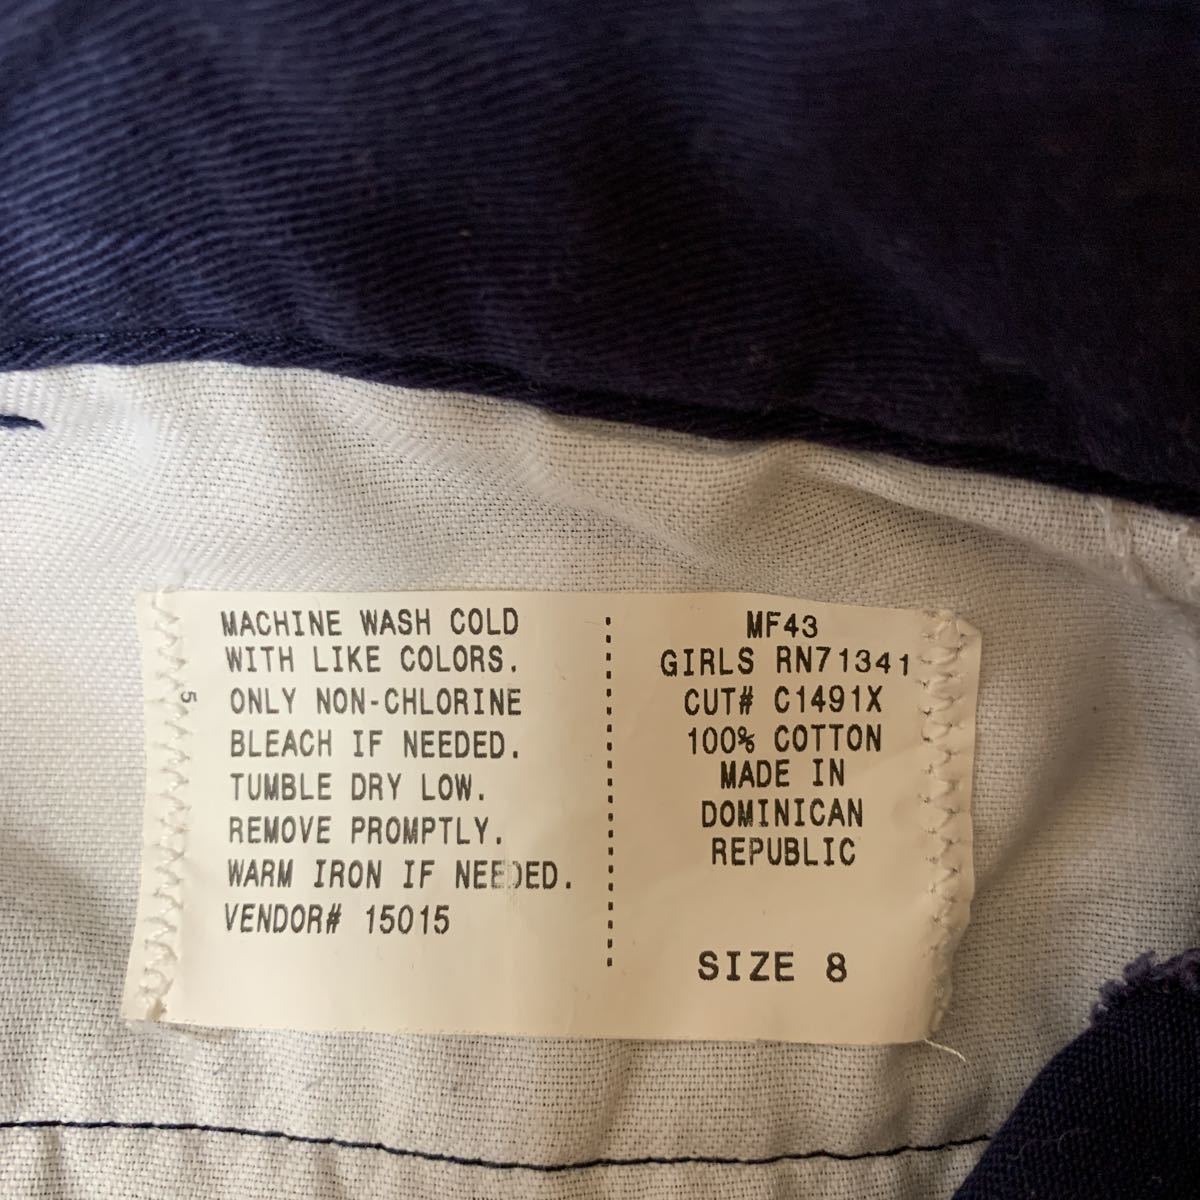 MACHINE WASH COLD
WITH LIKE COLORS.
ONLY NON-CHLORINE
BLEACH IF NEEDED.
TUMBLE DRY LOW.
REMOVE PROMPTLY.
WARM IRON IF NEEDED.
VENDOR# 15015
5
MF43
GIRLS RN71341
CUT# C1491X
100% COTTON
MADE IN
DOMINICAN
REPUBLIC
SIZE 8